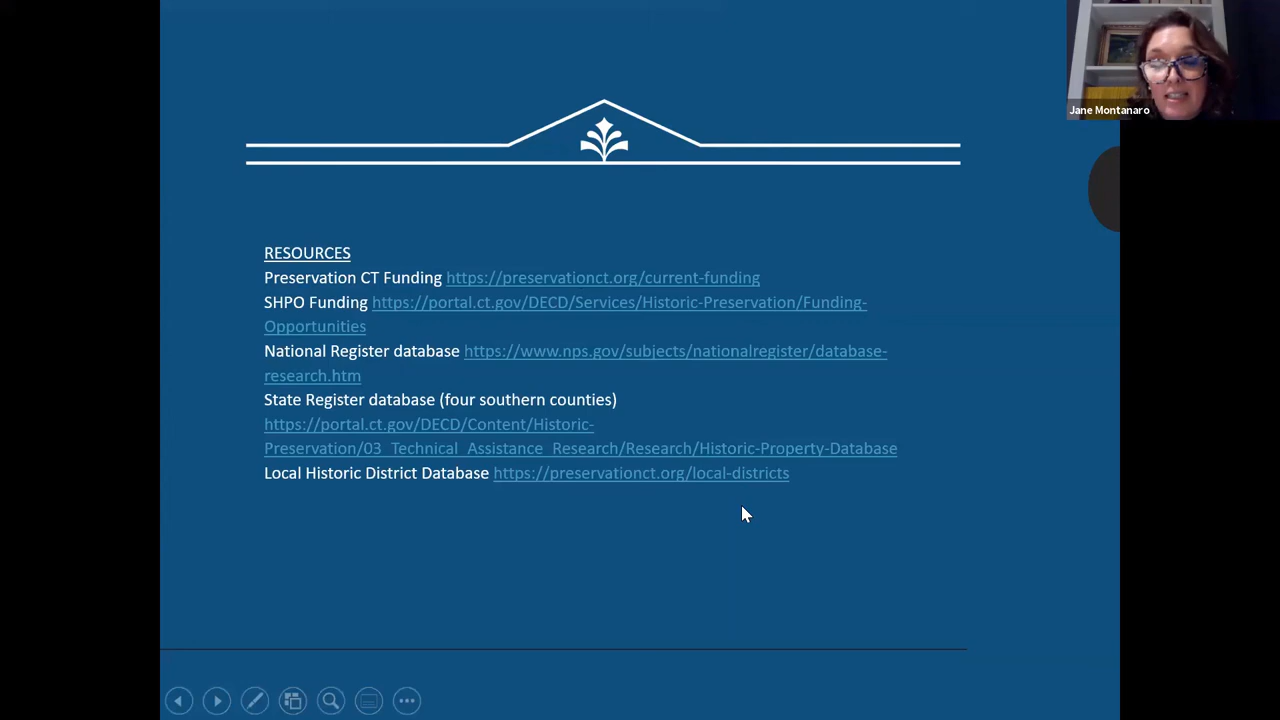 Jane Montanaro
RESOURCES
Preservation CT Funding https://preservationct.org/current-funding
SHPO Funding https://portal.ct.gov/DECD/Services/Historic-Preservation/Funding-
Opportunities
National Register database https://www.nps.gov/subjects/nationalregister/database-
research.htm
State Register database (four southern counties)
https://portal.ct.gov/DECD/Content/Historic-
Preservation/03_Technical_Assistance_Research/Research/Historic-Property-Database
Local Historic District Database https://preservationct.org/local-districts